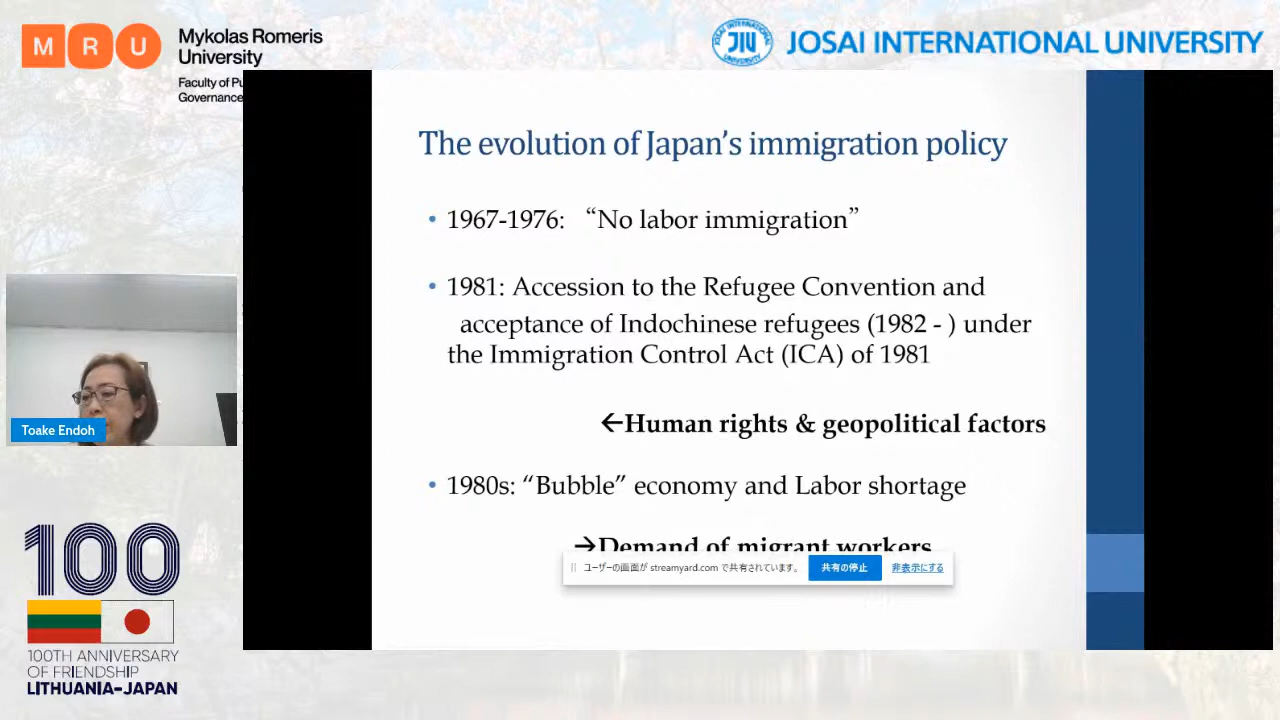 MRU
Mykolas Romeris
University
Faculty of Pu
Governance
JIU
JOSAI INTERNATIONAL UNIVERSITY
The evolution of Japan's immigration policy
• 1967-1976: “No labor immigration”
• 1981: Accession to the Refugee Convention and
acceptance of Indochinese refugees (1982 - ) under
the Immigration Control Act (ICA) of 1981
←Human rights & geopolitical factors
• 1980s: “Bubble” economy and Labor shortage
→Demand of migrant workers
ユーザーの画面が streamyard.com で共有されています。 共有の停止 非表示にする
Toake Endoh
100
100TH ANNIVERSARY
OF FRIENDSHIP
LITHUANIA-JAPAN